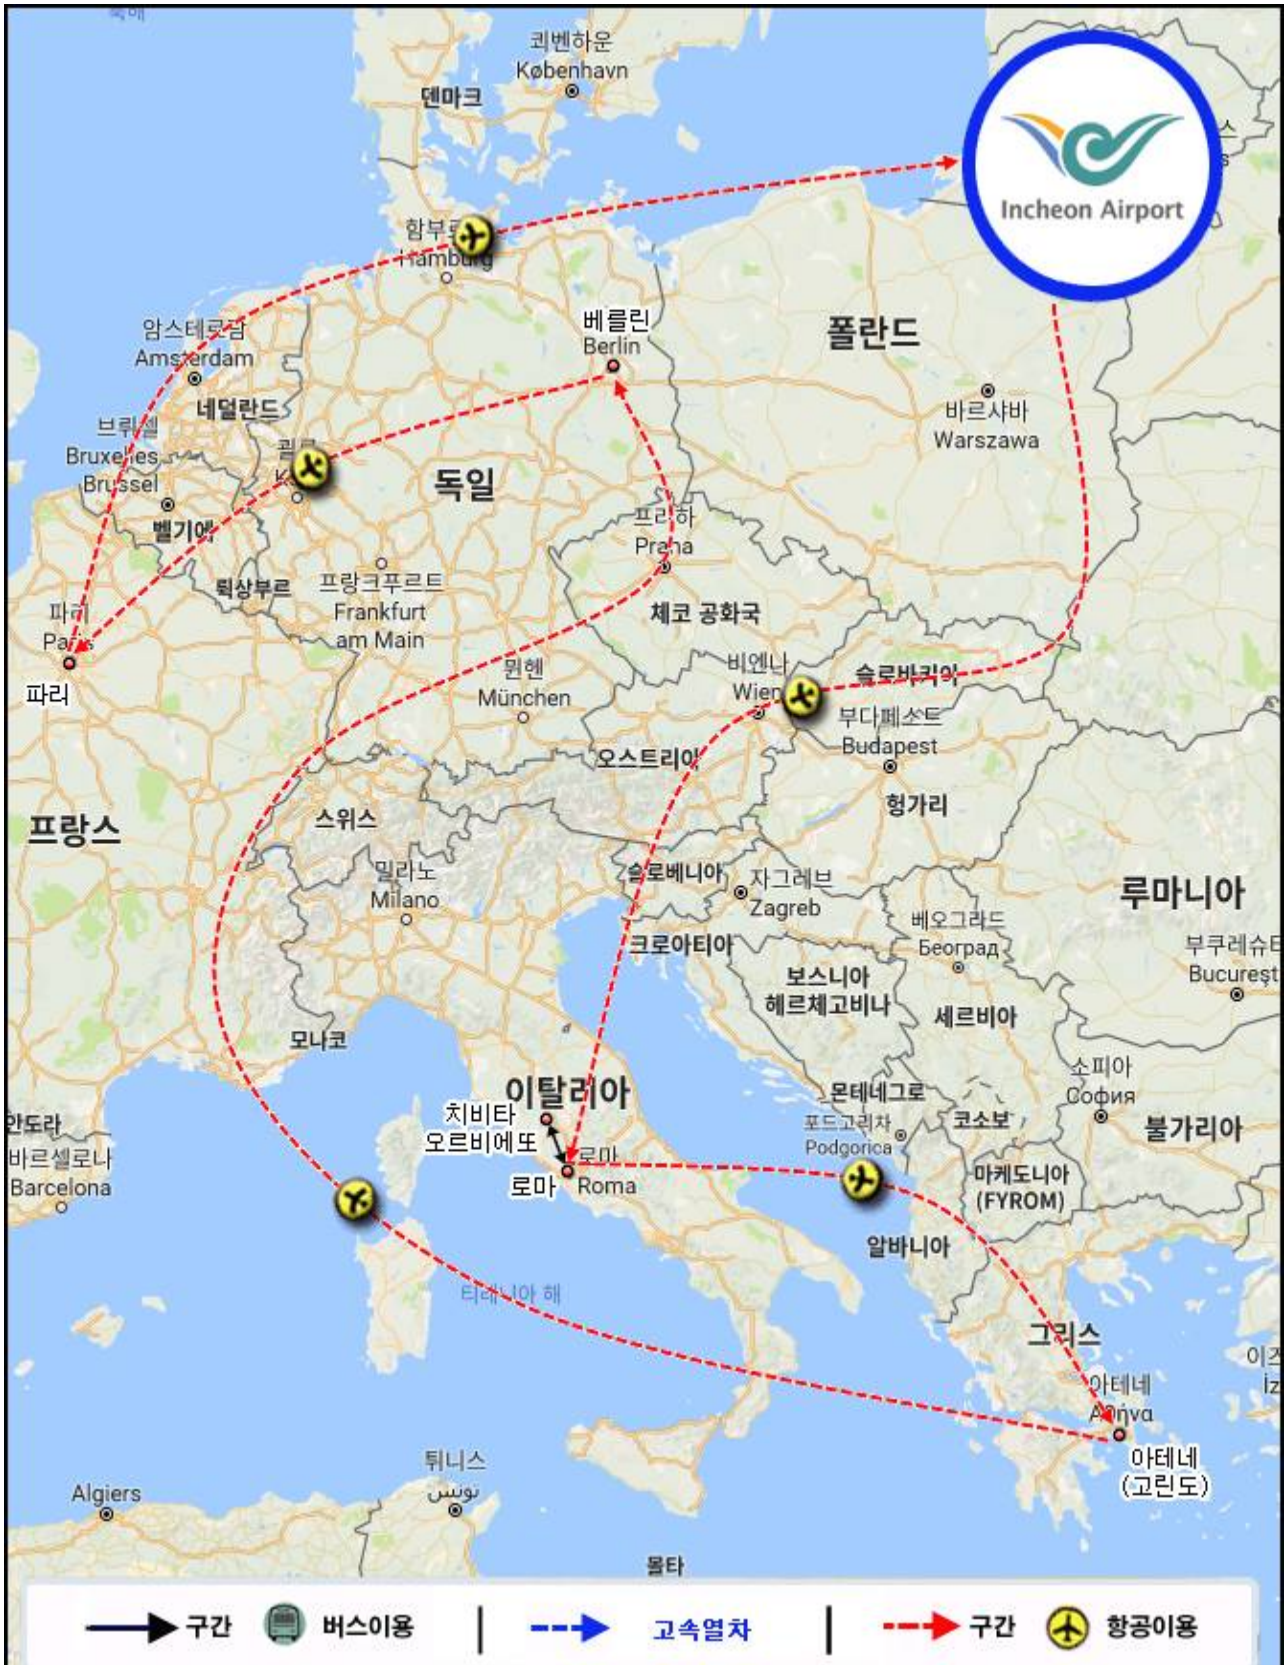 북해
쾨벤하운
København
덴마크
Incheon Airport
스
s
함부르
Hamburg
베를린
Berlin
폴란드
암스테르담
Amsterdam
네덜란드
바르샤바
Warszawa
브뤼셀
Bruxelles
Brussel
쾰른
K
독일
벨기에
프라하
Praha
룩상부르
프랑크푸르트
Frankfurt
am Main
체코 공화국
파리
Paris
파리
뮌헨
München
비엔나
Wien
슬로바키아
부다페스트
Budapest
오스트리아
헝가리
스위스
프랑스
밀라노
Milano
슬로베니아
자그레브
Zagreb
루마니아
베오그라드
Београд
크로아티아
부쿠레슈티
Bucureşt
보스니아
헤르체고비나
세르비아
모나코
소피아
София
이탈리아
몬테네그로
치비타
오르비에또
안도라
포드고리차
Podgorica
코소보
불가리아
바르셀로나
Barcelona
로마
로마
Roma
마케도니아
(FYROM)
알바니아
티레니아 해
그리스
이즈
İz
아테네
Αθήνα
아테네
(고린도)
튀니스
تونس
Algiers
몰타
구간 버스이용 | 고속열차 | 구간 항공이용